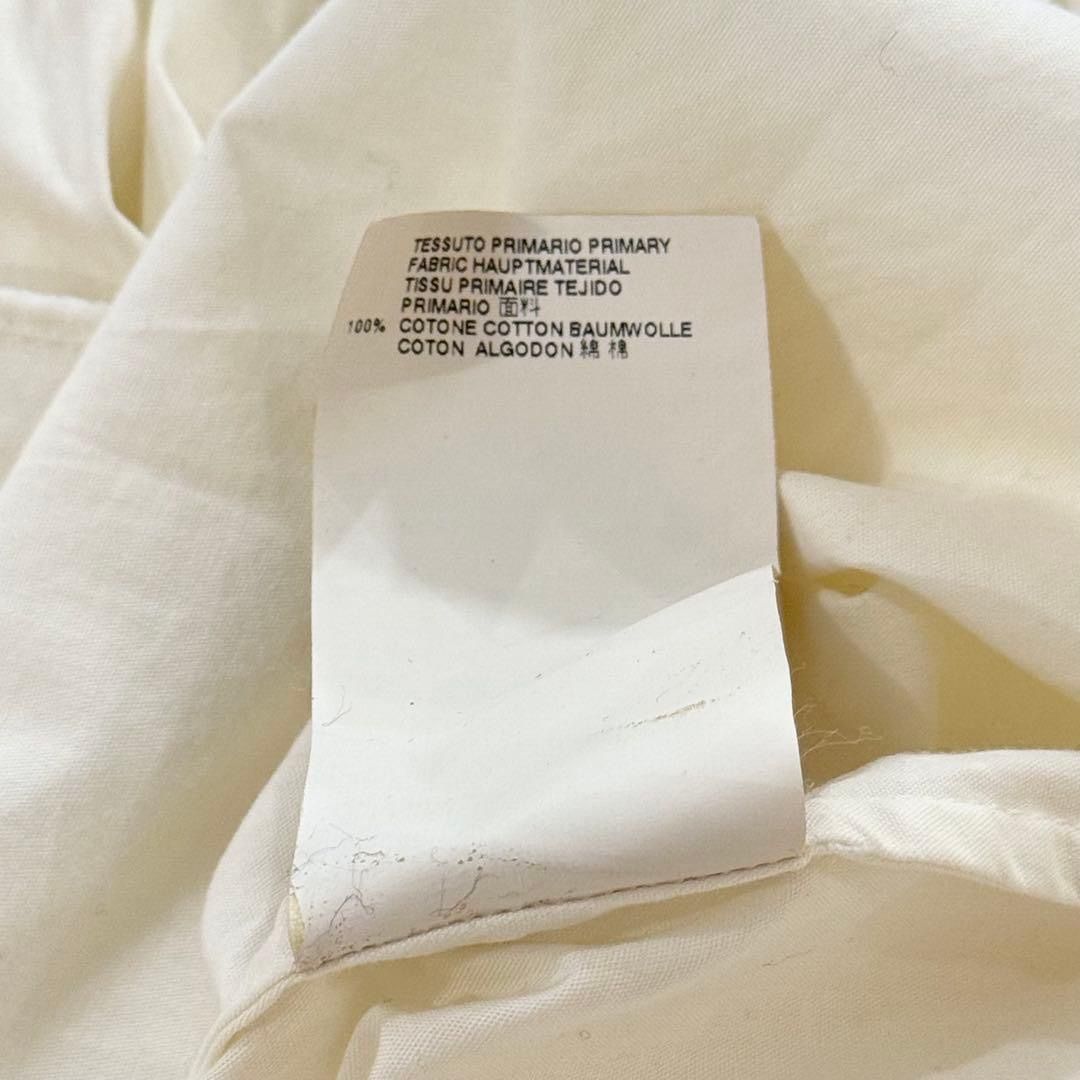 TESSUTO PRIMARIO PRIMARY
FABRIC HAUPTMATERIAL
TISSU PRIMAIRE TEJIDO
PRIMARIO 面料
100% COTONE COTTON BAUMWOLLE
COTON ALGODON 綿 棉